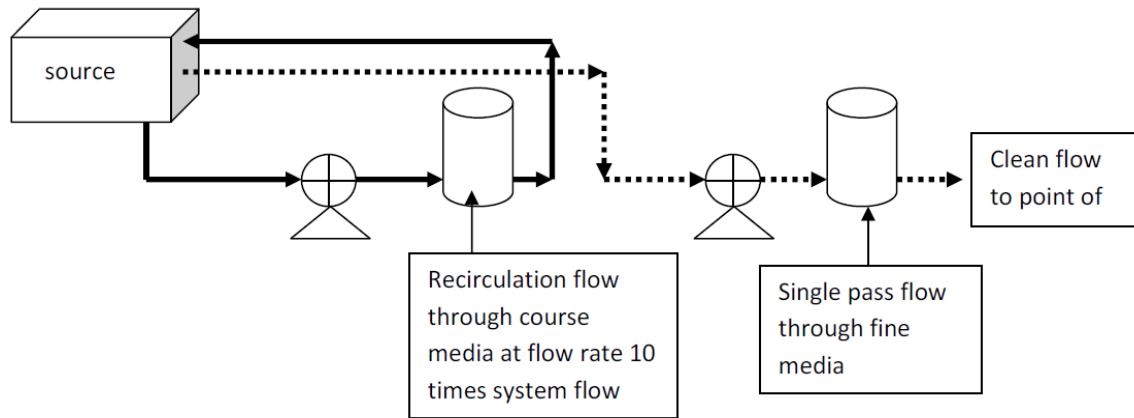 source
Clean flow
to point of
Recirculation flow
through course
media at flow rate 10
times system flow
Single pass flow
through fine
media